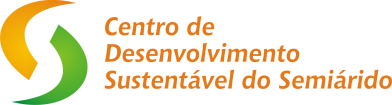 Centro de
Desenvolvimento
Sustentável do Semiárido